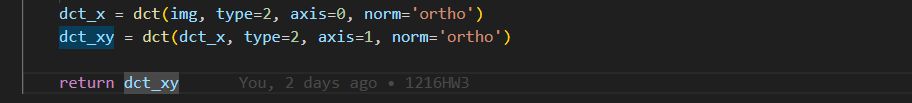 dct_x = dct(img, type=2, axis=0, norm='ortho')
dct_xy = dct(dct_x, type=2, axis=1, norm='ortho')
return dct_xy You, 2 days ago • 1216HW3